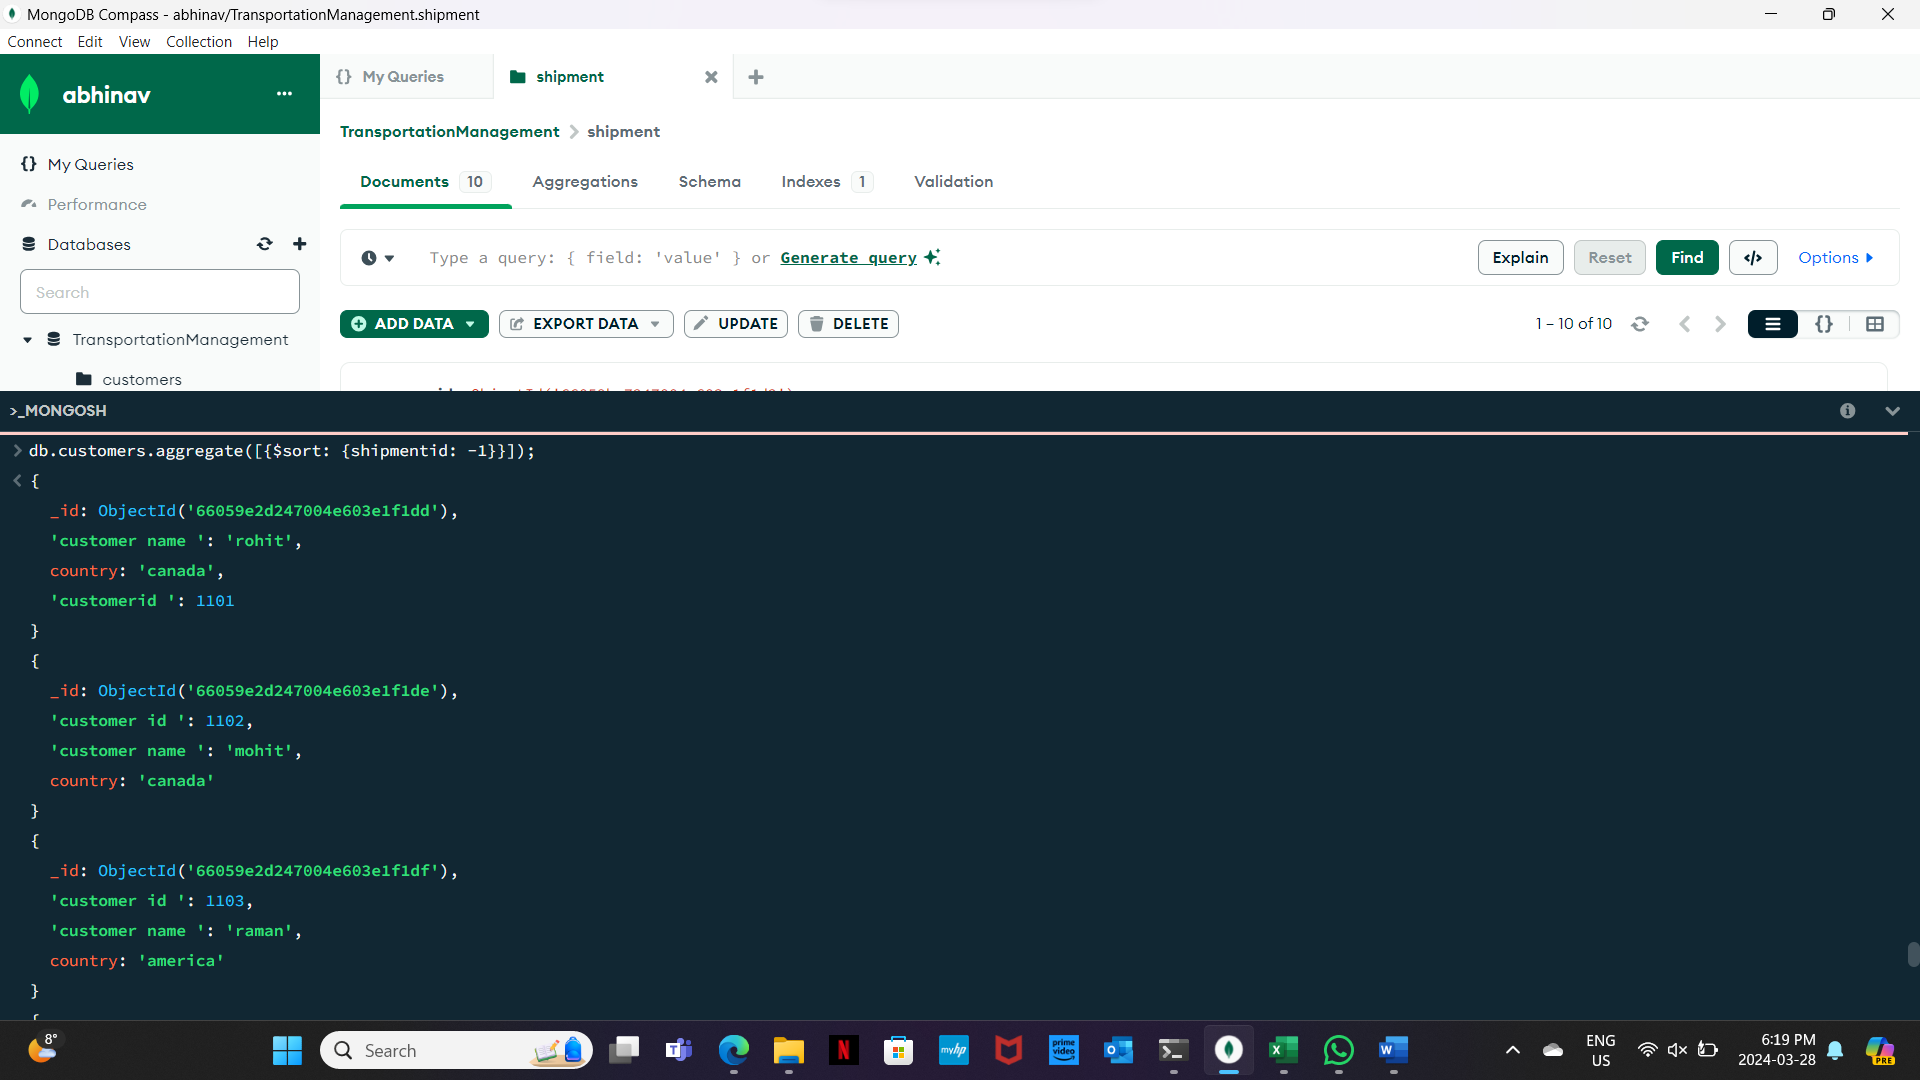 MongoDB Compass - abhinav/TransportationManagement.shipment
Connect Edit View Collection Help
abhinav
{} My Queries
shipment
TransportationManagement > shipment
{} My Queries
Performance
Databases
Search
TransportationManagement
customers
Documents 10 Aggregations Schema Indexes 1 Validation
Type a query: { field: 'value' } or Generate query
Explain Reset Find </> Options
ADD DATA EXPORT DATA UPDATE DELETE
1 – 10 of 10 {}
>_MONGOSH
> db.customers.aggregate([{$sort: {shipmentid: -1}}]);
< {
_id: ObjectId('66059e2d247004e603e1f1dd'),
'customer name ': 'rohit',
country: 'canada',
'customerid ': 1101
}
{
_id: ObjectId('66059e2d247004e603e1f1de'),
'customer id ': 1102,
'customer name ': 'mohit',
country: 'canada'
}
{
_id: ObjectId('66059e2d247004e603e1f1df'),
'customer id ': 1103,
'customer name ': 'raman',
country: 'america'
}
8°
Search
myhp
prime video
ENG
US
6:19 PM
2024-03-28
PRE